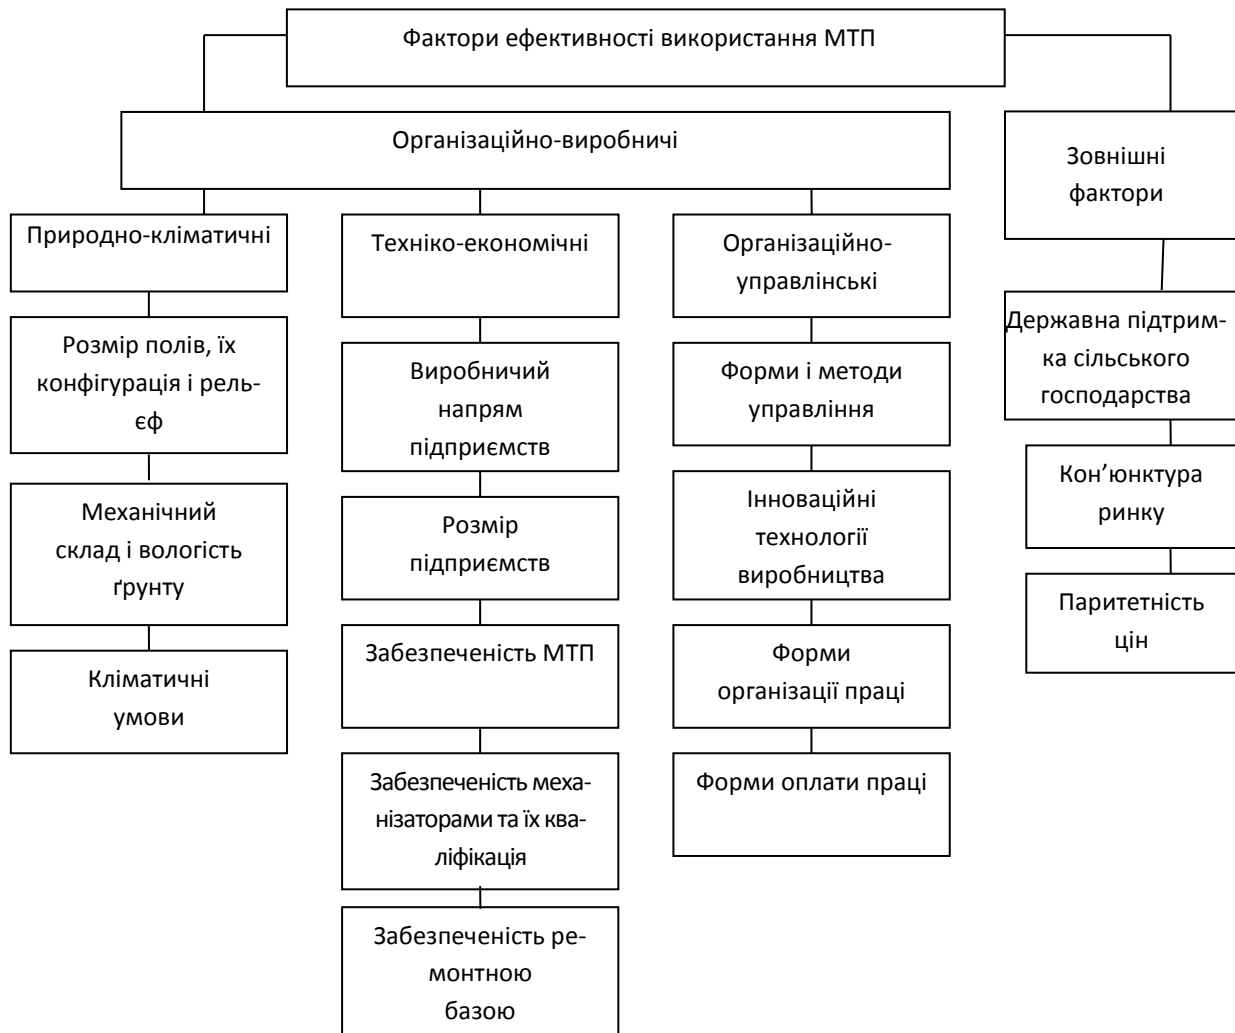 Фактори ефективності використання МТП
Організаційно-виробничі
Зовнішні
фактори
Природно-кліматичні
Техніко-економічні
Організаційно-
управлінські
Розмір полів, їх
конфігурація і рель-
єф
Виробничий
напрям
підприємств
Форми і методи
управління
Державна підтрим-
ка сільського
господарства
Механічний
склад і вологість
ґрунту
Розмір
підприємств
Інноваційні
технології
виробництва
Кон’юнктура
ринку
Кліматичні
умови
Забезпеченість МТП
Форми
організації праці
Паритетність
цін
Забезпеченість меха-
нізаторами та їх ква-
ліфікація
Форми оплати праці
Забезпеченість ре-
монтною
базою